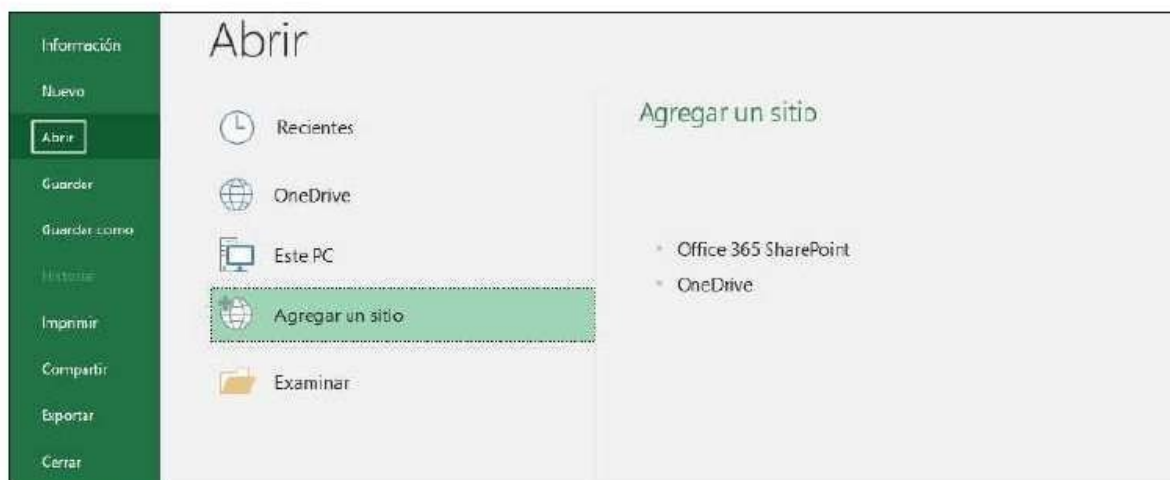 Información
Nuevo
Abrir
Guardar
Guardar como
Historial
Imprimir
Compartir
Exportar
Cerrar
Abrir
Recientes
OneDrive
Este PC
Agregar un sitio
Examinar
Agregar un sitio
Office 365 SharePoint
OneDrive